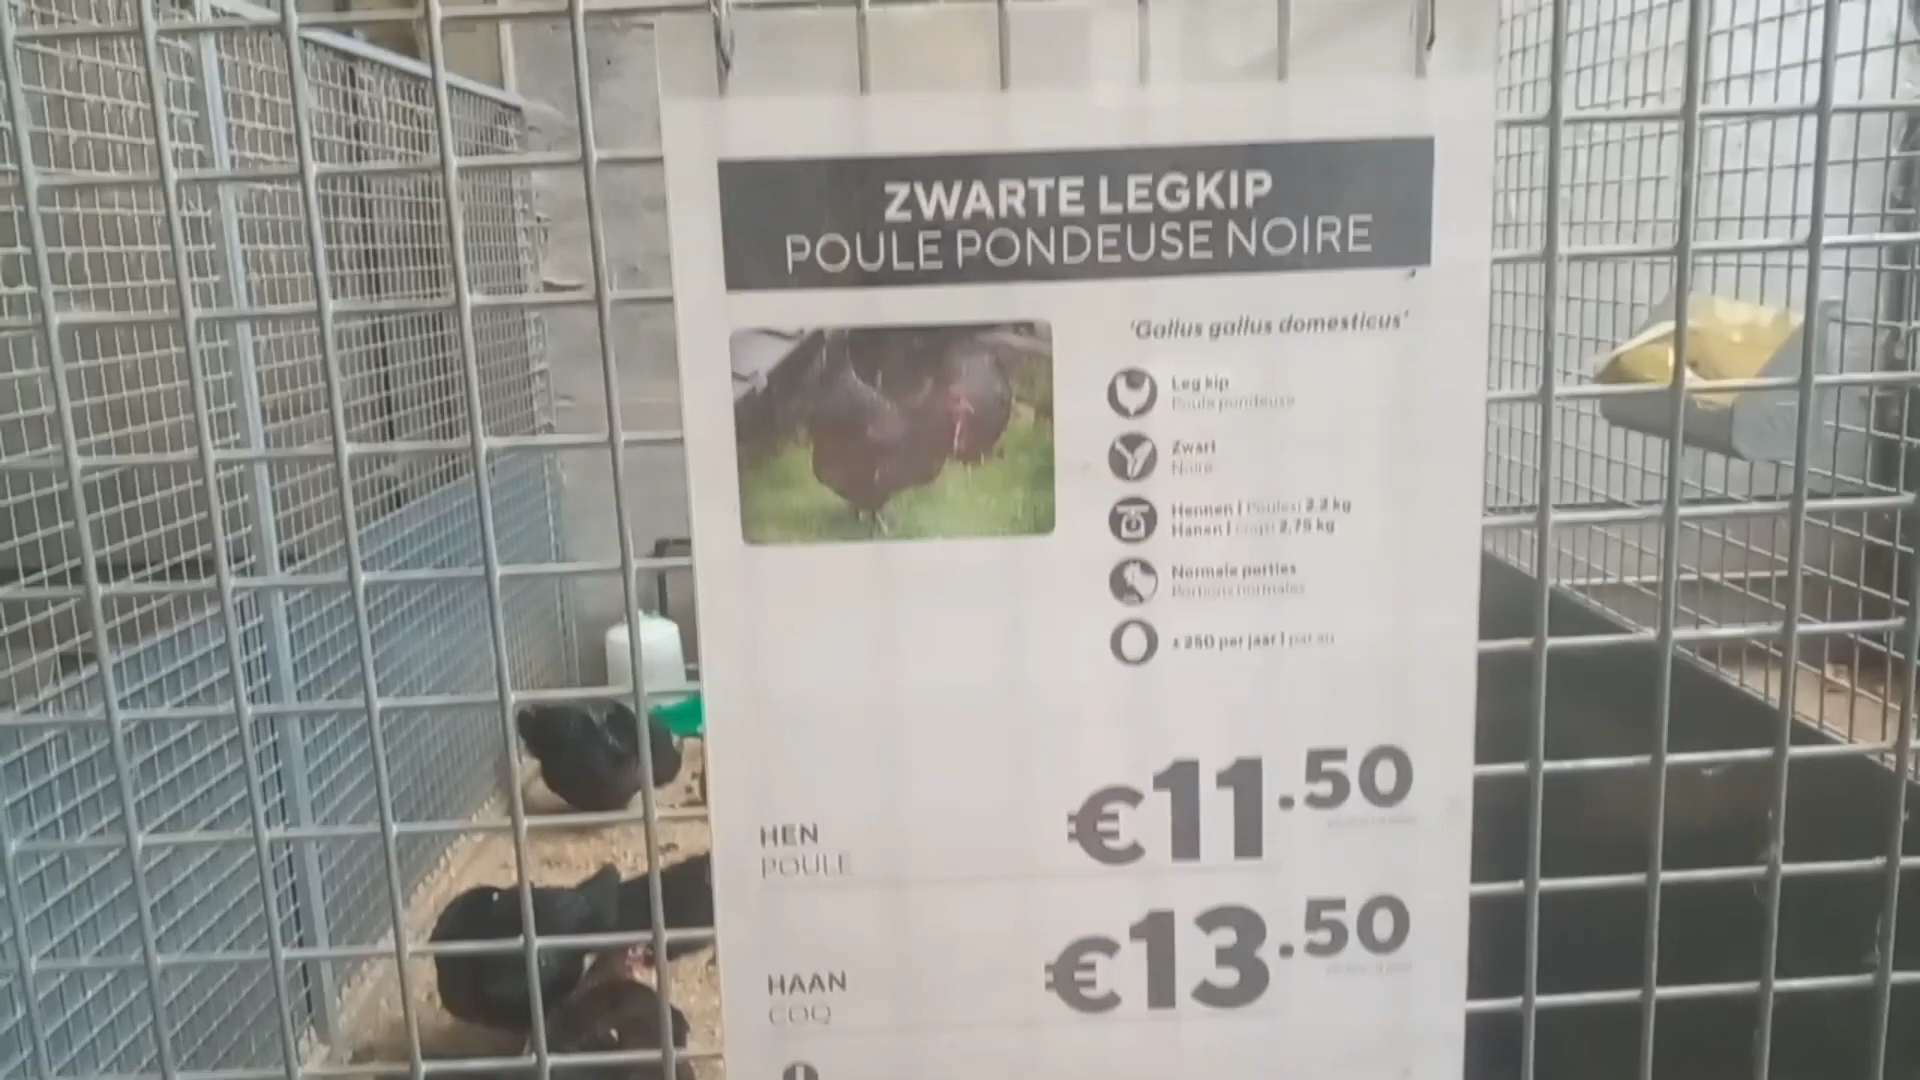 ZWARTE LEGKIP
POULE PONDEUSE NOIRE
'Gallus gallus domesticus'
Leg kip
Poule pondeuse
Zwart
Noire
Hennen | Poules: 2.2 kg
Hanen | coqs: 2,75 kg
Normale porties
Portions normales
± 250 per jaar | par an
HEN
POULE
€11.50
HAAN
COQ
€13.50